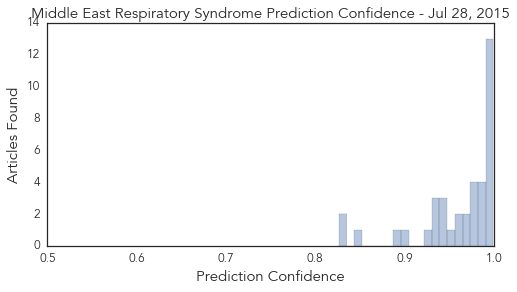 Middle East Respiratory Syndrome Prediction Confidence - Jul 28, 2015
14
12
10
8
6
4
2
0
Articles Found
0.5 0.6 0.7 0.8 0.9 1.0
Prediction Confidence